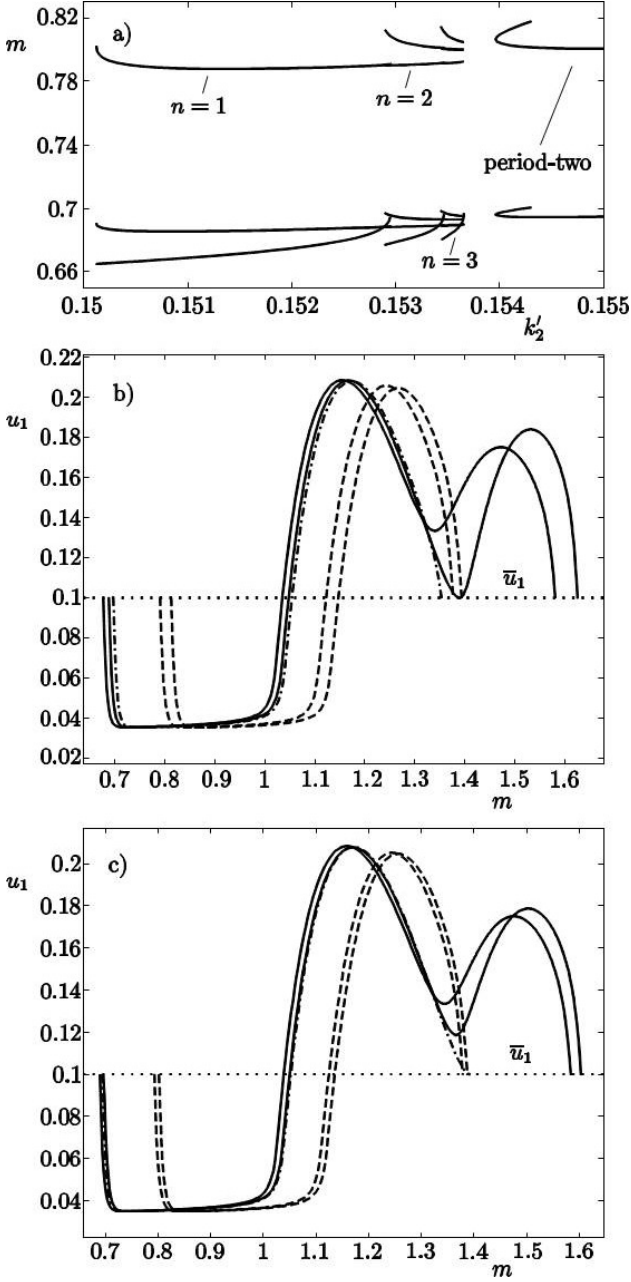 0.82
m
a)
0.78
n = 1
n = 2
0.74
period-two
0.7
n = 3
0.66
0.15 0.151 0.152 0.153 0.154 0.155
k′₂
0.22
u₁
b)
0.2
0.18
0.16
0.14
0.12
u̅₁
0.1
0.08
0.06
0.04
0.02
0.7 0.8 0.9 1 1.1 1.2 1.3 1.4 1.5 1.6
m
u₁
c)
0.2
0.18
0.16
0.14
0.12
u̅₁
0.1
0.08
0.06
0.04
0.7 0.8 0.9 1 1.1 1.2 1.3 1.4 1.5 1.6
m